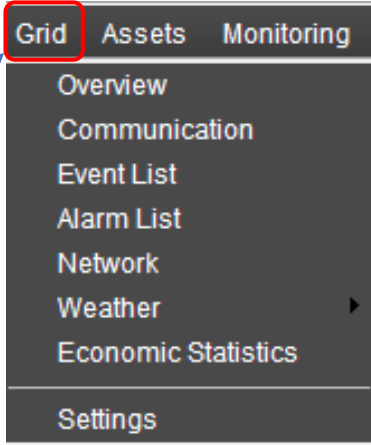 Grid Assets Monitoring
Overview
Communication
Event List
Alarm List
Network
Weather
Economic Statistics
Settings